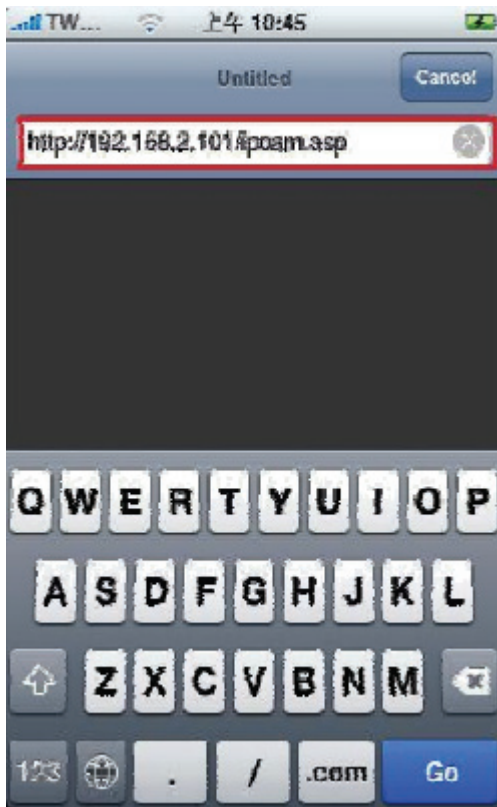 TW... 上午 10:45
Untitled
Cancel
http://192.168.2.101/ipcam.asp
Q W E R T Y U I O P
A S D F G H J K L
Z X C V B N M
123 . / .com Go